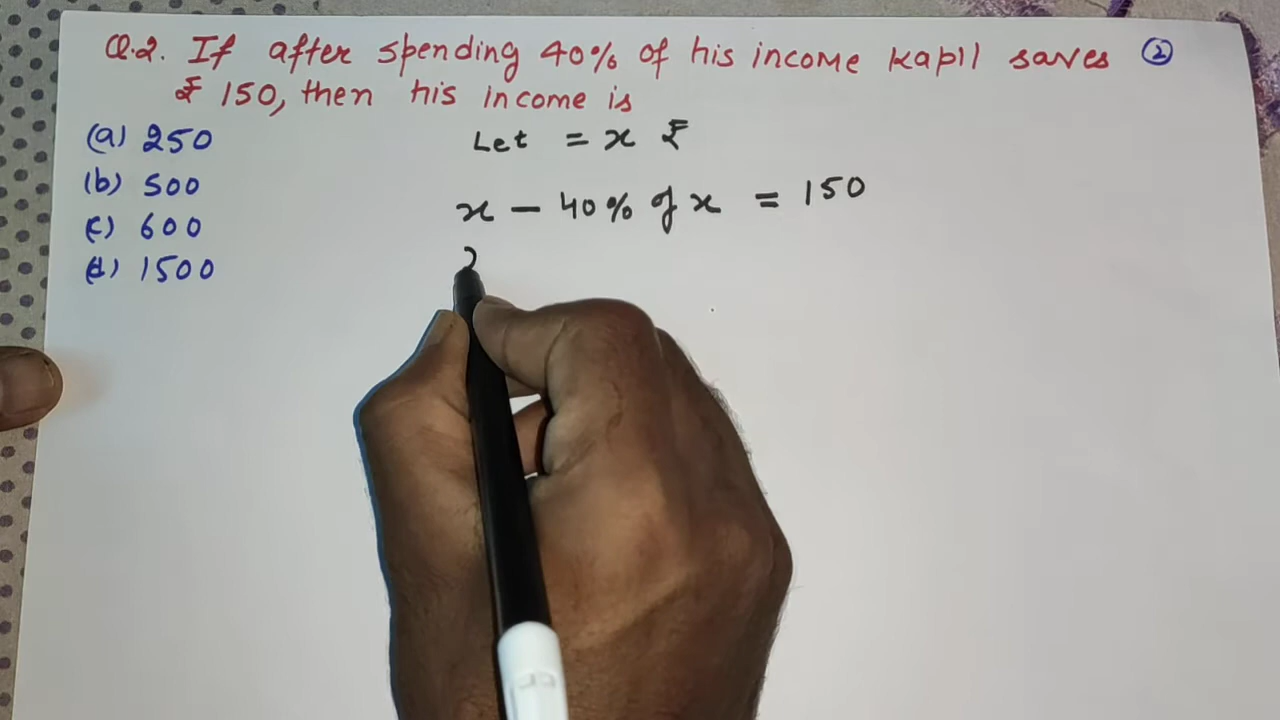 Q.2. If after spending 40% of his income Kapil saves ②
₹ 150, then his income is
(a) 250
(b) 500
(c) 600
(d) 1500
Let = x ₹
x - 40% of x = 150